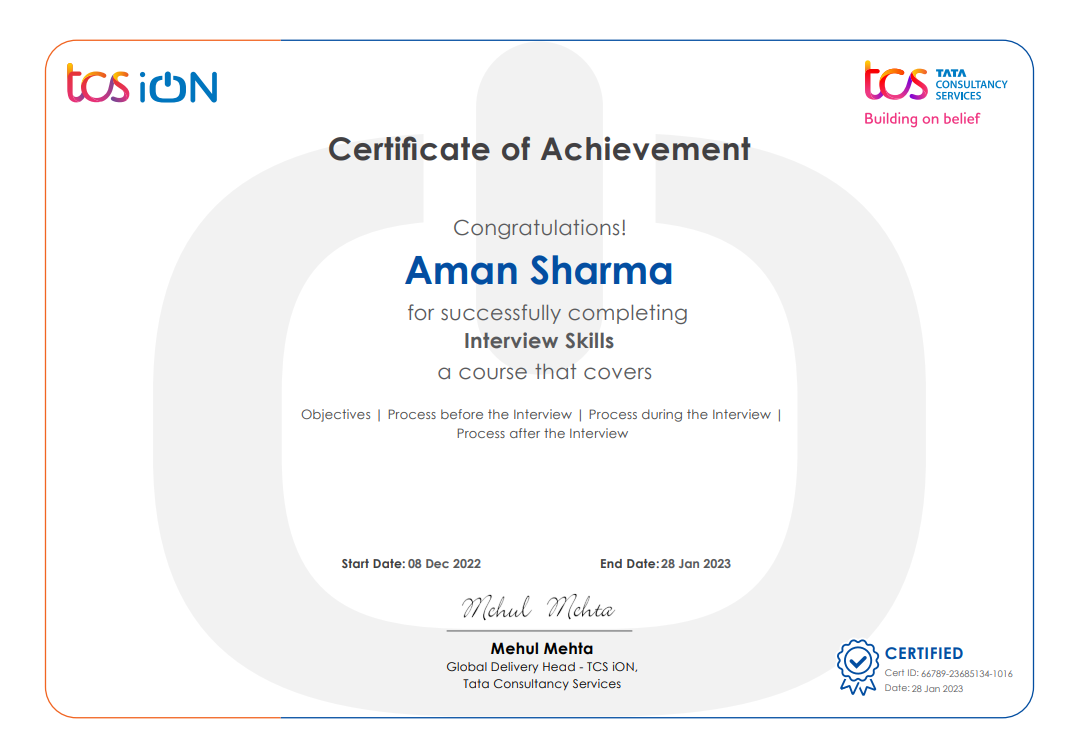 tcs iON
tcs TATA
CONSULTANCY
SERVICES
Building on belief
Certificate of Achievement
Congratulations!
Aman Sharma
for successfully completing
Interview Skills
a course that covers
Objectives | Process before the Interview | Process during the Interview |
Process after the Interview
Start Date: 08 Dec 2022 End Date: 28 Jan 2023
Mehul Mehta
Mehul Mehta
Global Delivery Head - TCS iON,
Tata Consultancy Services
CERTIFIED
Cert ID: 66789-23685134-1016
Date: 28 Jan 2023